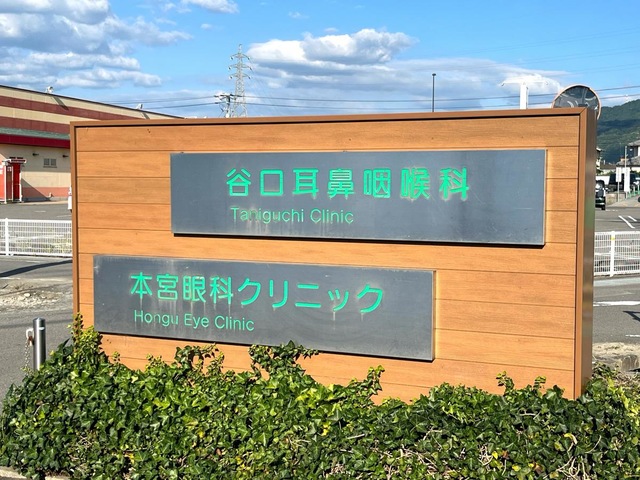 谷口耳鼻咽喉科
Taniguchi Clinic
本宮眼科クリニック
Hongu Eye Clinic